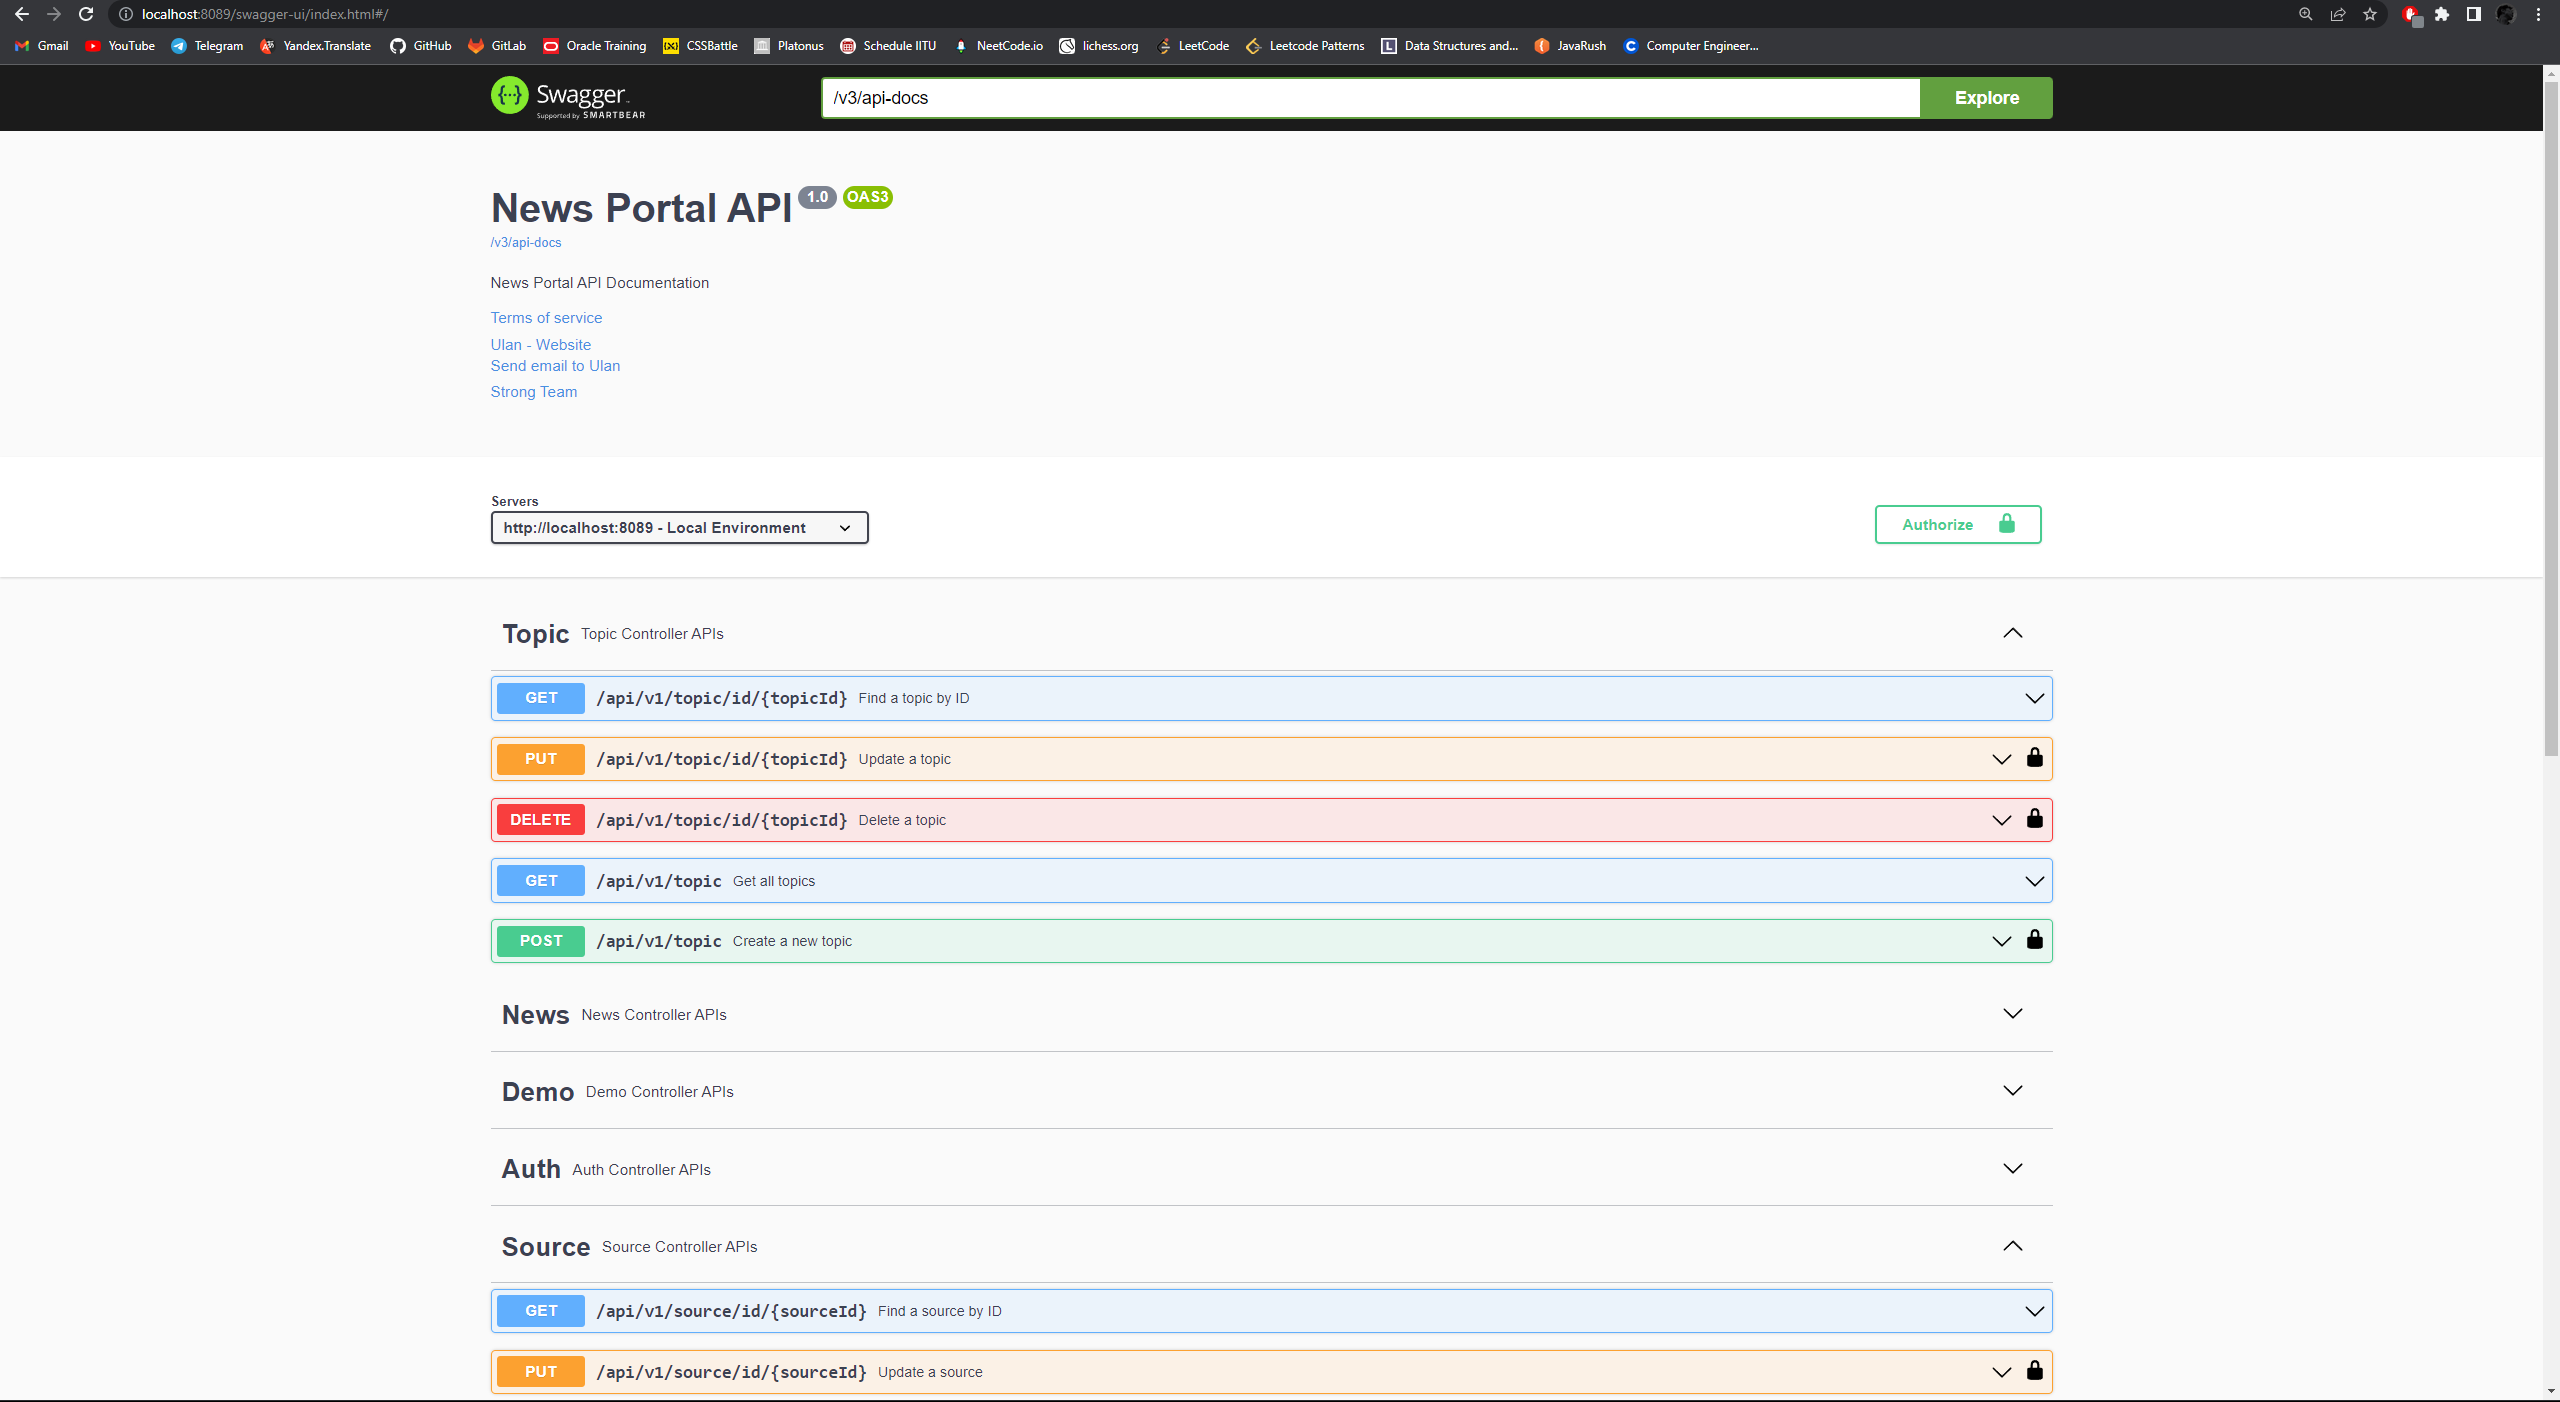 localhost:8089/swagger-ui/index.html#/
Gmail YouTube Telegram Yandex.Translate GitHub GitLab Oracle Training CSSBattle Platonus Schedule IITU NeetCode.io lichess.org LeetCode Leetcode Patterns Data Structures and... JavaRush Computer Engineer...
Swagger
Supported by SMARTBEAR
/v3/api-docs
Explore
News Portal API 1.0 OAS3
/v3/api-docs
News Portal API Documentation
Terms of service
Ulan - Website
Send email to Ulan
Strong Team
Servers
http://localhost:8089 - Local Environment
Authorize
Topic Topic Controller APIs
GET /api/v1/topic/id/{topicId} Find a topic by ID
PUT /api/v1/topic/id/{topicId} Update a topic
DELETE /api/v1/topic/id/{topicId} Delete a topic
GET /api/v1/topic Get all topics
POST /api/v1/topic Create a new topic
News News Controller APIs
Demo Demo Controller APIs
Auth Auth Controller APIs
Source Source Controller APIs
GET /api/v1/source/id/{sourceId} Find a source by ID
PUT /api/v1/source/id/{sourceId} Update a source